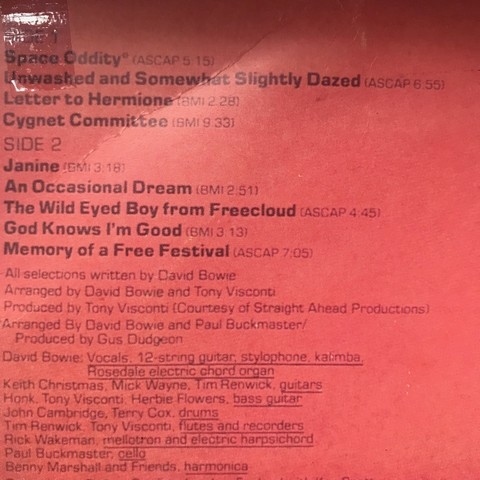 Space Oddity* (ASCAP 5:15)
Unwashed and Somewhat Slightly Dazed (ASCAP 6:55)
Letter to Hermione (BMI 2:28)
Cygnet Committee (BMI 9:33)
SIDE 2
Janine (BMI 3:18)
An Occasional Dream (BMI 2:51)
The Wild Eyed Boy from Freecloud (ASCAP 4:45)
God Knows I'm Good (BMI 3:13)
Memory of a Free Festival (ASCAP 7:05)
All selections written by David Bowie
Arranged by David Bowie and Tony Visconti
Produced by Tony Visconti (Courtesy of Straight Ahead Productions)
*Arranged By David Bowie and Paul Buckmaster/
Produced by Gus Dudgeon
David Bowie: Vocals, 12-string guitar, stylophone, kalimba,
Rosedale electric chord organ
Keith Christmas, Mick Wayne, Tim Renwick, guitars
Honk, Tony Visconti, Herbie Flowers, bass guitar
John Cambridge, Terry Cox, drums
Tim Renwick, Tony Visconti, flutes and recorders
Rick Wakeman, mellotron and electric harpsichord
Paul Buckmaster, cello
Benny Marshall and Friends, harmonica